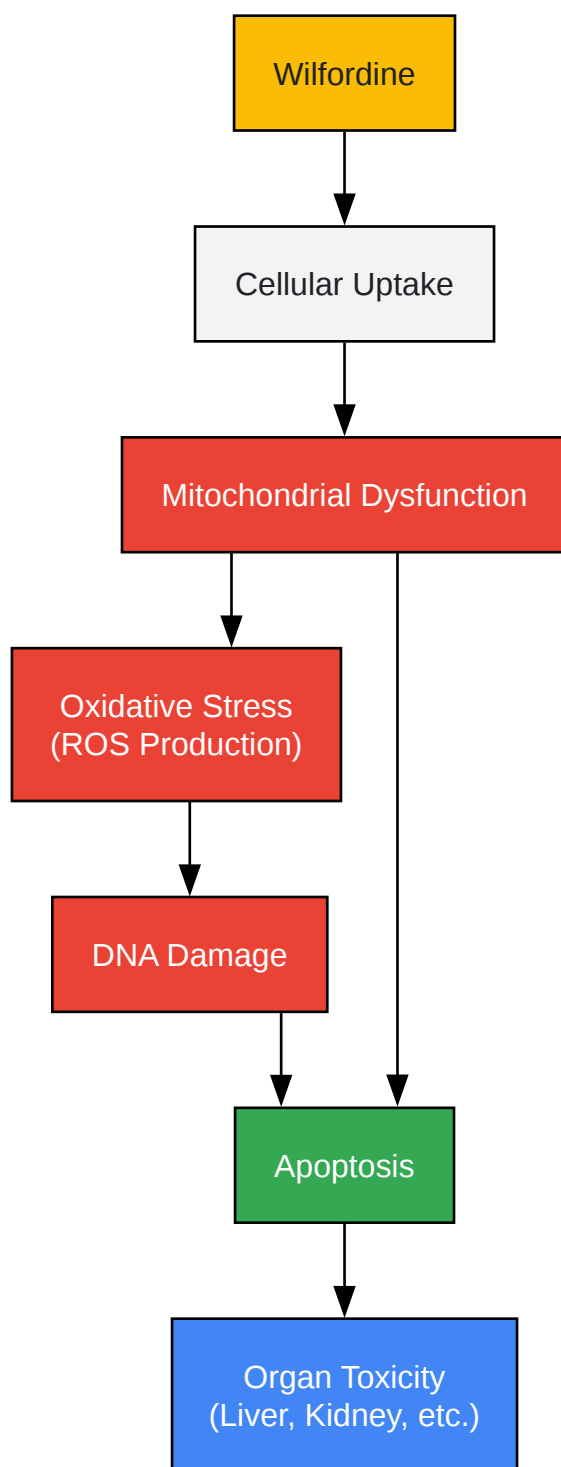 Wilfordine
Cellular Uptake
Mitochondrial Dysfunction
Oxidative Stress
(ROS Production)
DNA Damage
Apoptosis
Organ Toxicity
(Liver, Kidney, etc.)